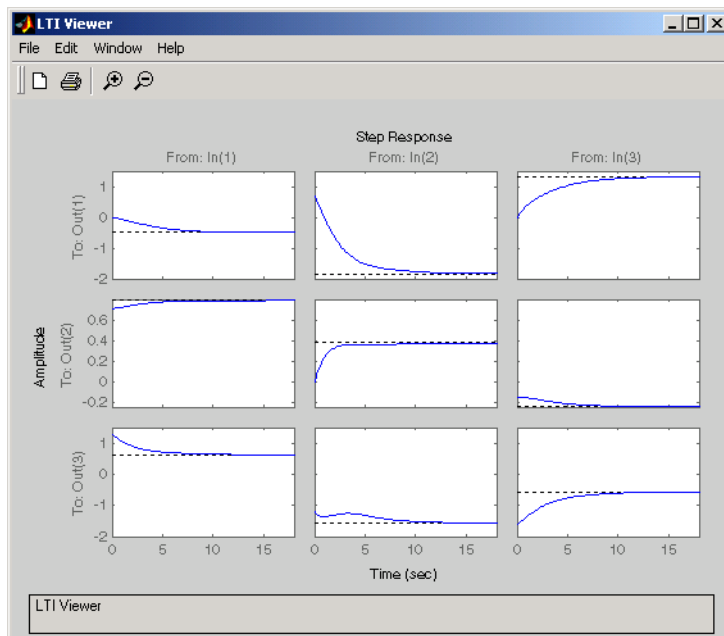 LTI Viewer
File Edit Window Help
Step Response
From: In(1) From: In(2) From: In(3)
To: Out(1)
1
0
-1
-2
Amplitude
To: Out(2)
0.6
0.4
0.2
0
-0.2
To: Out(3)
1
0
-1
-2
0 5 10 15 0 5 10 15 0 5 10 15
Time (sec)
LTI Viewer